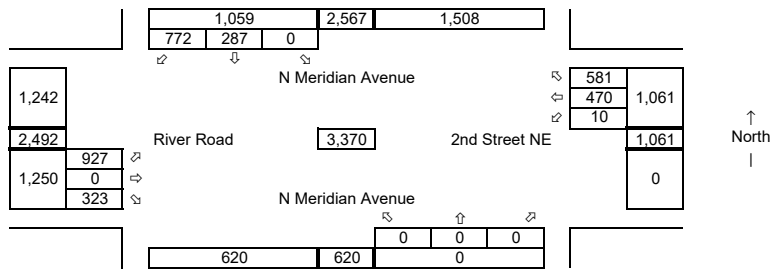 1,059 2,567 1,508
772 287 0
⬃ ⇩ ⬂
N Meridian Avenue
⬁ 581
1,242 ⇦ 470 1,061
⬃ 10
↑
2,492 River Road 3,370 2nd Street NE 1,061 North
|
927 ⬀
1,250 0 ⇨ 0
323 ⬂ N Meridian Avenue
⬁ ⇧ ⬀
0 0 0
620 620 0